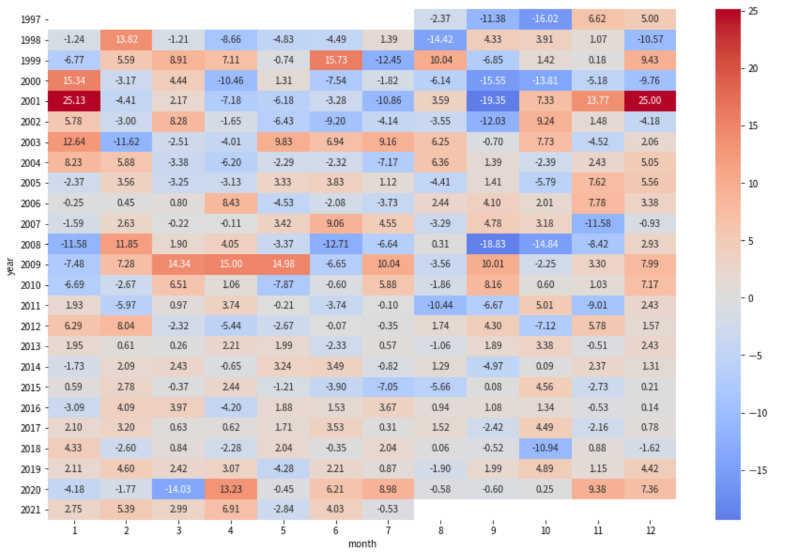 1997 -2.37 -11.38 -16.02 6.62 5.00 25
1998 -1.24 13.82 -1.21 -8.66 -4.83 -4.49 1.39 -14.42 4.33 3.91 1.07 -10.57
1999 -6.77 5.59 8.91 7.11 -0.74 15.73 -12.45 10.04 -6.85 1.42 0.18 9.43 20
2000 15.34 -3.17 4.44 -10.46 1.31 -7.54 -1.82 -6.14 -15.55 -13.81 -5.18 -9.76
2001 25.13 -4.41 2.17 -7.18 -6.18 -3.28 -10.86 3.59 -19.35 7.33 13.77 25.00
2002 5.78 -3.00 8.28 -1.65 -6.43 -9.20 -4.14 -3.55 -12.03 9.24 1.48 -4.18 15
2003 12.64 -11.62 -2.51 -4.01 9.83 6.94 9.16 6.25 -0.70 7.73 -4.52 2.06
2004 8.23 5.88 -3.38 -6.20 -2.29 -2.32 -7.17 6.36 1.39 -2.39 2.43 5.05
2005 -2.37 3.56 -3.25 -3.13 3.33 3.83 1.12 -4.41 1.41 -5.79 7.62 5.56 10
2006 -0.25 0.45 0.80 8.43 -4.53 -2.08 -3.73 2.44 4.10 2.01 7.78 3.38
2007 -1.59 2.63 -0.22 -0.11 3.42 9.06 4.55 -3.29 4.78 3.18 -11.58 -0.93
2008 -11.58 11.85 1.90 4.05 -3.37 -12.71 -6.64 0.31 -18.83 -14.84 -8.42 2.93 5
year
2009 -7.48 7.28 14.34 15.00 14.98 -6.65 10.04 -3.56 10.01 -2.25 3.30 7.99
2010 -6.69 -2.67 6.51 1.06 -7.87 -0.60 5.88 -1.86 8.16 0.60 1.03 7.17
2011 1.93 -5.97 0.97 3.74 -0.21 -3.74 -0.10 -10.44 -6.67 5.01 -9.01 2.43 0
2012 6.29 8.04 -2.32 -5.44 -2.67 -0.07 -0.35 1.74 4.30 -7.12 5.78 1.57
2013 1.95 0.61 0.26 2.21 1.99 -2.33 0.57 -1.06 1.89 3.38 -0.51 2.43
2014 -1.73 2.09 2.43 -0.65 3.24 3.49 -0.82 1.29 -4.97 0.09 2.37 1.31 −5
2015 0.59 2.78 -0.37 2.44 -1.21 -3.90 -7.05 -5.66 0.08 4.56 -2.73 0.21
2016 -3.09 4.09 3.97 -4.20 1.88 1.53 3.67 0.94 1.08 1.34 -0.53 0.14
2017 2.10 3.20 0.63 0.62 1.71 3.53 0.31 1.52 -2.42 4.49 -2.16 0.78 −10
2018 4.33 -2.60 0.84 -2.28 2.04 -0.35 2.04 0.06 -0.52 -10.94 0.88 -1.62
2019 2.11 4.60 2.42 3.07 -4.28 2.21 0.87 -1.90 1.99 4.89 1.15 4.42 −15
2020 -4.18 -1.77 -14.03 13.23 -0.45 6.21 8.98 -0.58 -0.60 0.25 9.38 7.36
2021 2.75 5.39 2.99 6.91 -2.84 4.03 -0.53
1 2 3 4 5 6 7 8 9 10 11 12
month